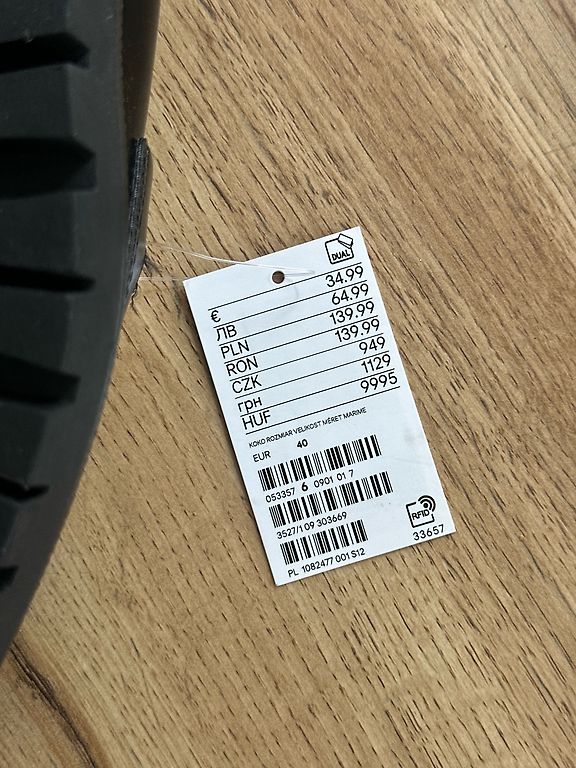 DUAL
€ 34.99
ЛВ 64.99
PLN 139.99
RON 139.99
CZK 949
грн 1129
HUF 9995
KOKO ROZMIAR VELIKOST MÉRET MARIME
EUR 40
053357 6 0901 01 7
3527/1 09 303669
RFID
33657
PL 1082477 001 S12